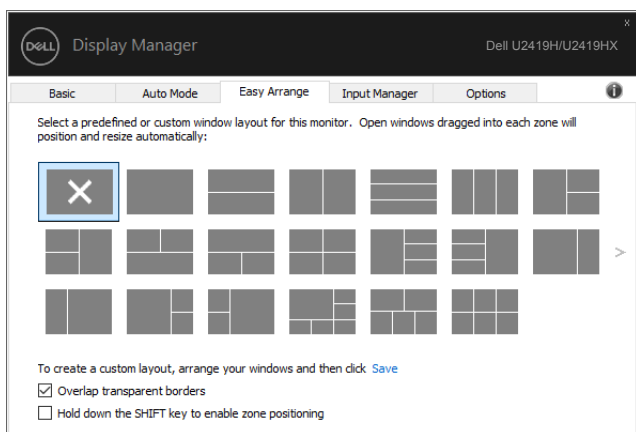 x
DELL Display Manager Dell U2419H/U2419HX
Basic Auto Mode Easy Arrange Input Manager Options
Select a predefined or custom window layout for this monitor. Open windows dragged into each zone will
position and resize automatically:
>
To create a custom layout, arrange your windows and then click Save
Overlap transparent borders
Hold down the SHIFT key to enable zone positioning